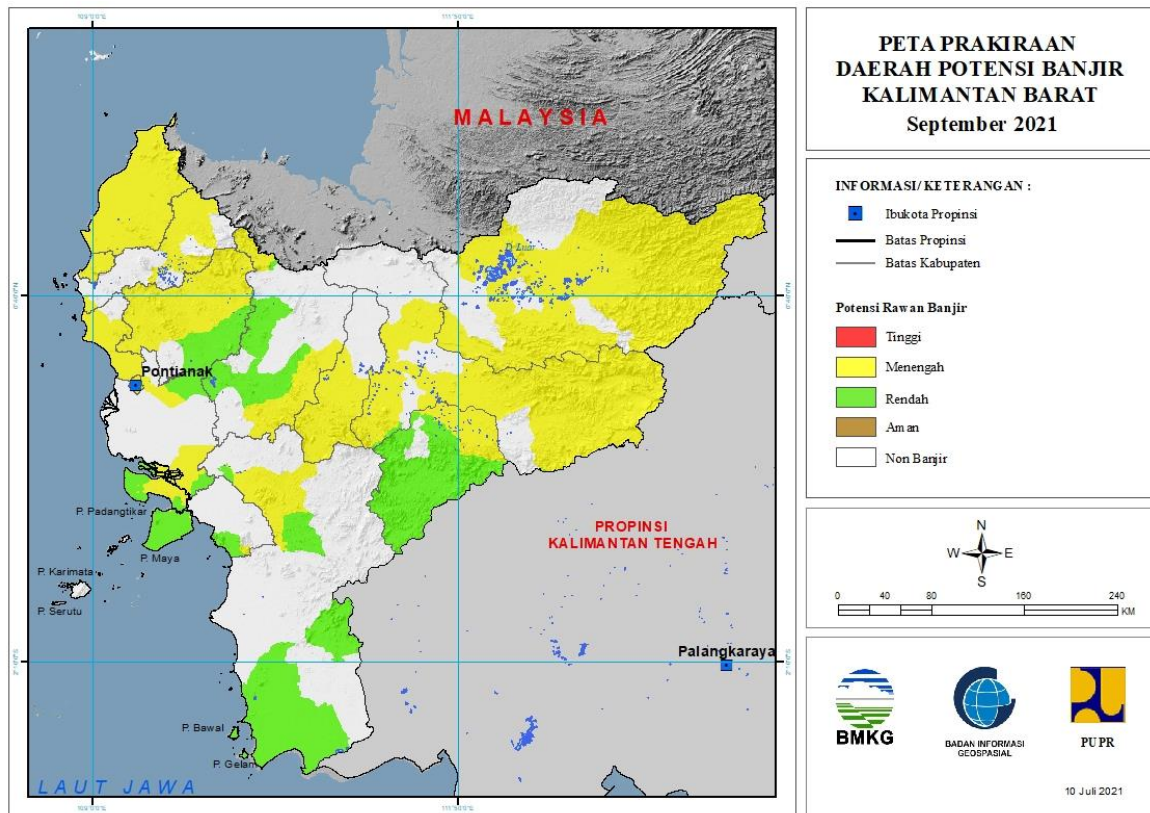 PETA PRAKIRAAN
DAERAH POTENSI BANJIR
KALIMANTAN BARAT
September 2021
INFORMASI/ KETERANGAN :
Ibukota Propinsi
Batas Propinsi
Batas Kabupaten
Potensi Rawan Banjir
Tinggi
Menengah
Rendah
Aman
Non Banjir
N
W E
S
0 40 80 160 240
KM
BMKG
BADAN INFORMASI
GEOSPASIAL
PUPR
10 Juli 2021
MALAYSIA
D. Luar
Pontianak
P. Padangtikar
P. Maya
P. Karimata
P. Serutu
PROPINSI
KALIMANTAN TENGAH
Palangkaraya
P. Bawal
P. Gelam
LAUT JAWA